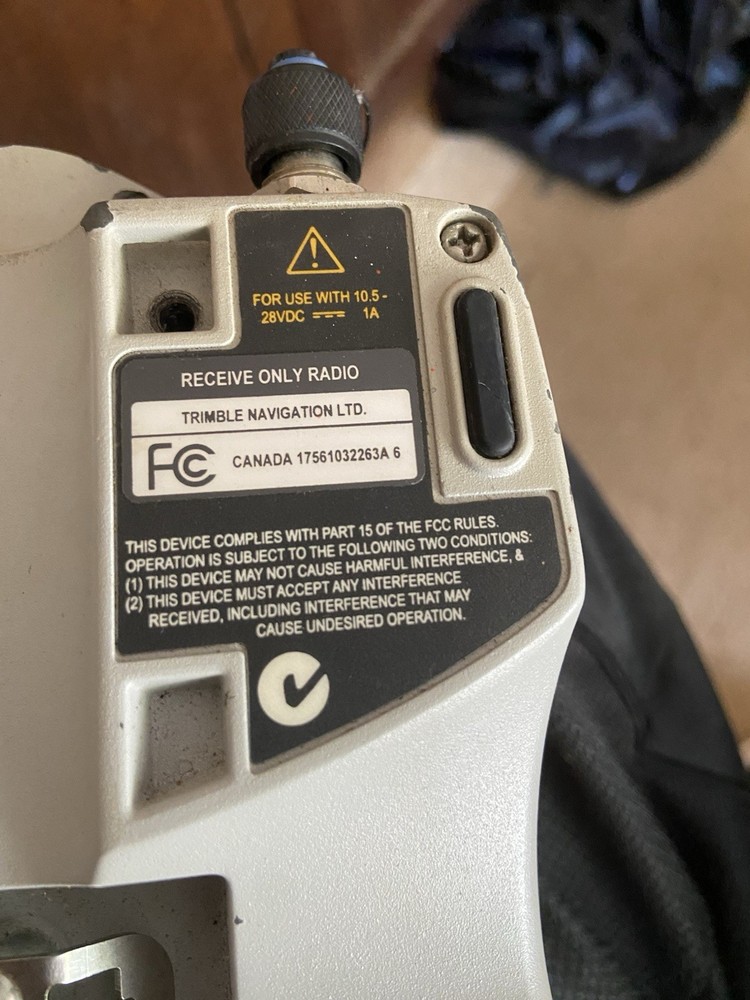 FOR USE WITH 10.5 -
28VDC 1A
RECEIVE ONLY RADIO
TRIMBLE NAVIGATION LTD.
FC CANADA 17561032263A 6
THIS DEVICE COMPLIES WITH PART 15 OF THE FCC RULES.
OPERATION IS SUBJECT TO THE FOLLOWING TWO CONDITIONS:
(1) THIS DEVICE MAY NOT CAUSE HARMFUL INTERFERENCE, &
(2) THIS DEVICE MUST ACCEPT ANY INTERFERENCE
RECEIVED, INCLUDING INTERFERENCE THAT MAY
CAUSE UNDESIRED OPERATION.